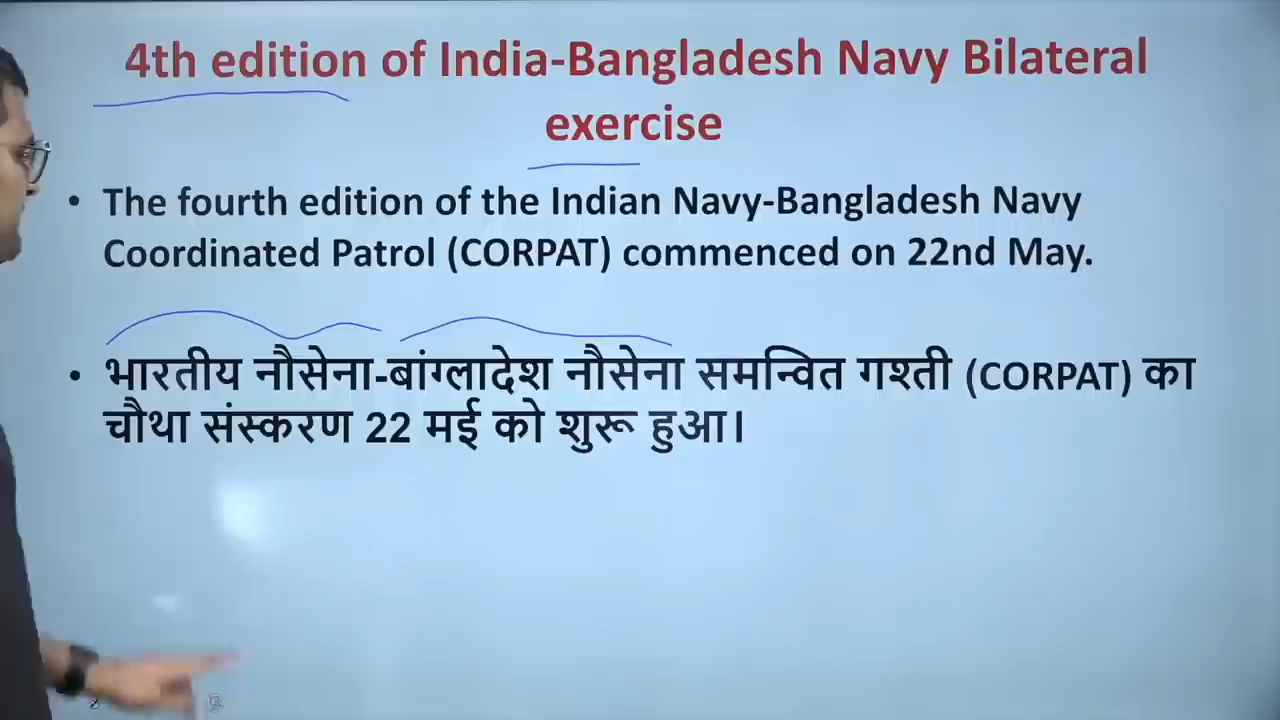 4th edition of India-Bangladesh Navy Bilateral
exercise
• The fourth edition of the Indian Navy-Bangladesh Navy
Coordinated Patrol (CORPAT) commenced on 22nd May.
• भारतीय नौसेना-बांग्लादेश नौसेना समन्वित गश्ती (CORPAT) का
चौथा संस्करण 22 मई को शुरू हुआ।